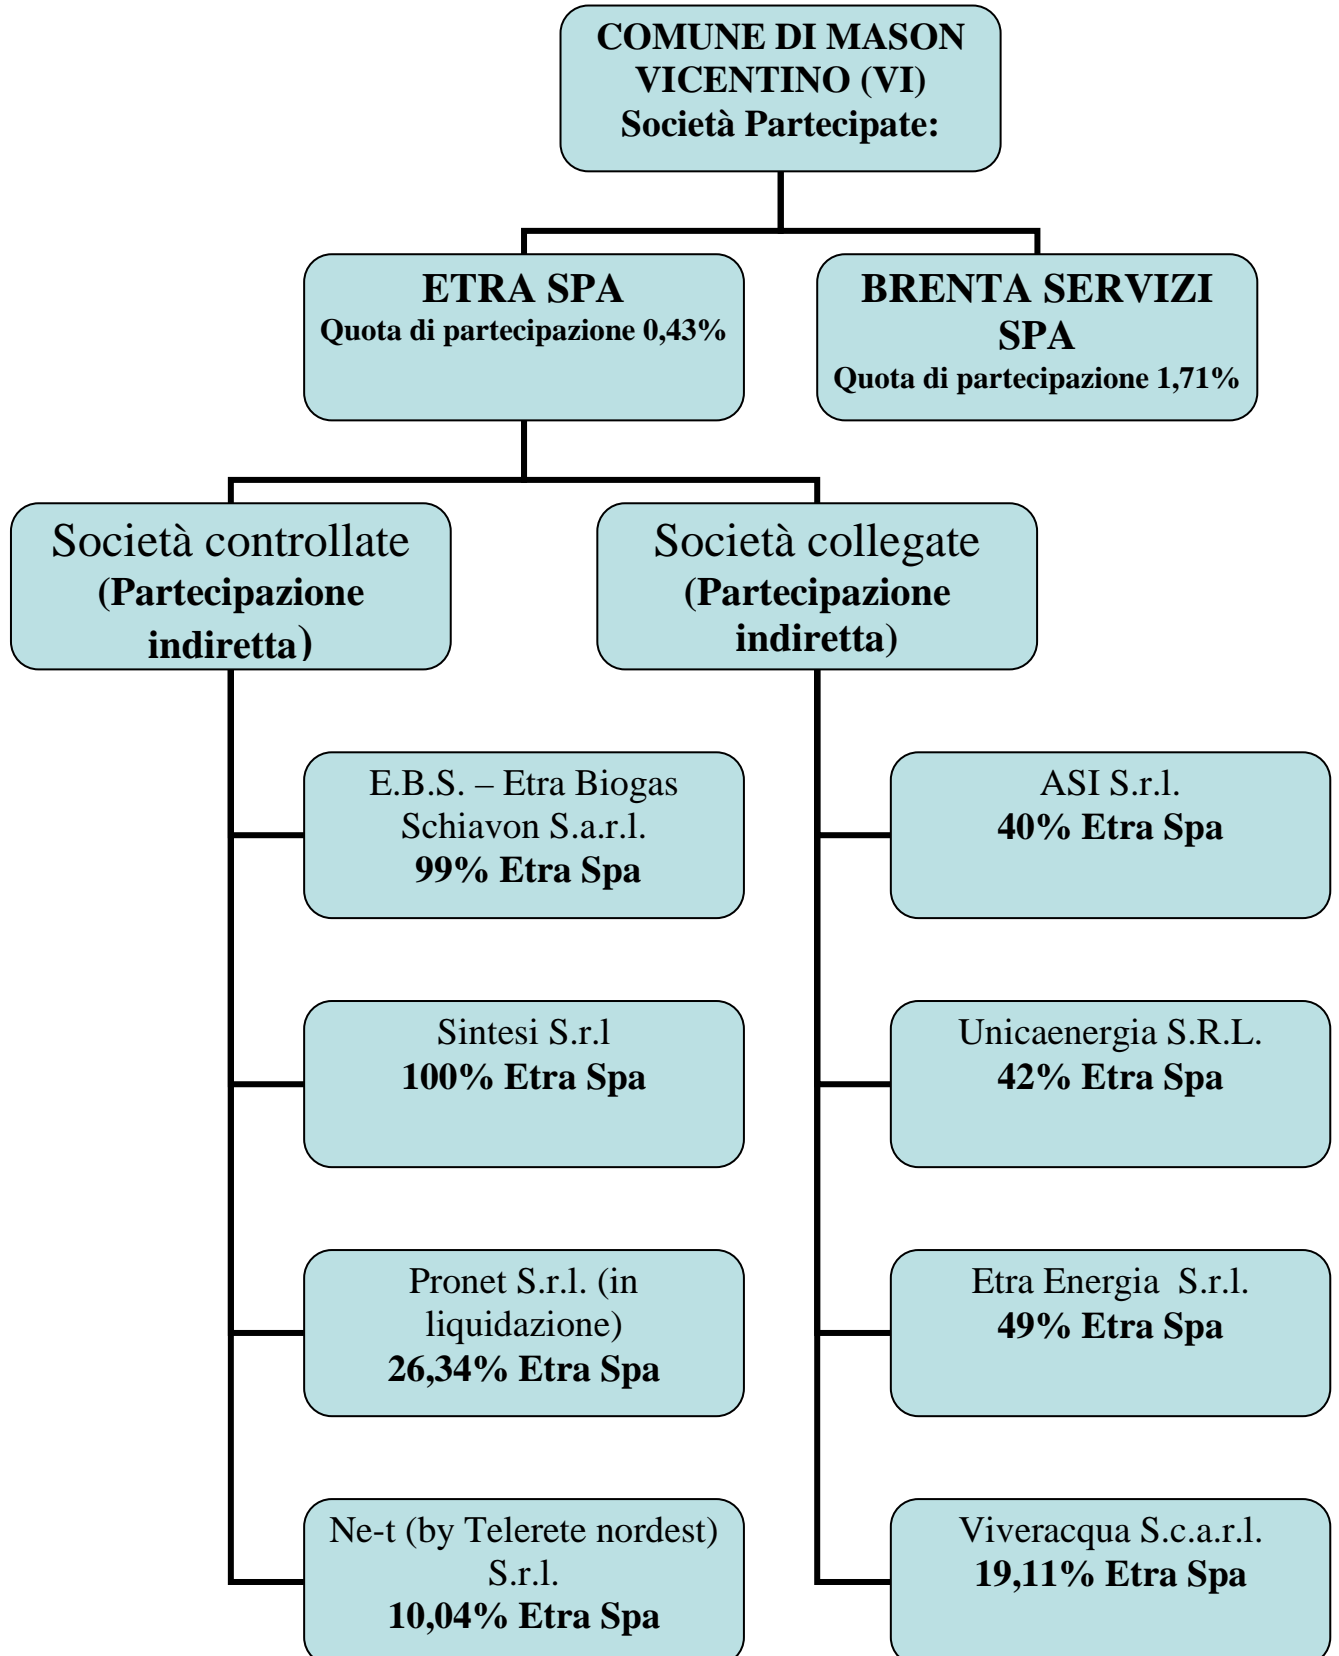 COMUNE DI MASON
VICENTINO (VI)
Società Partecipate:
ETRA SPA
Quota di partecipazione 0,43%
BRENTA SERVIZI
SPA
Quota di partecipazione 1,71%
Società controllate
(Partecipazione
indiretta)
Società collegate
(Partecipazione
indiretta)
E.B.S. – Etra Biogas
Schiavon S.a.r.l.
99% Etra Spa
ASI S.r.l.
40% Etra Spa
Sintesi S.r.l
100% Etra Spa
Unicaenergia S.R.L.
42% Etra Spa
Pronet S.r.l. (in
liquidazione)
26,34% Etra Spa
Etra Energia  S.r.l.
49% Etra Spa
Ne-t (by Telerete nordest)
S.r.l.
10,04% Etra Spa
Viveracqua S.c.a.r.l.
19,11% Etra Spa